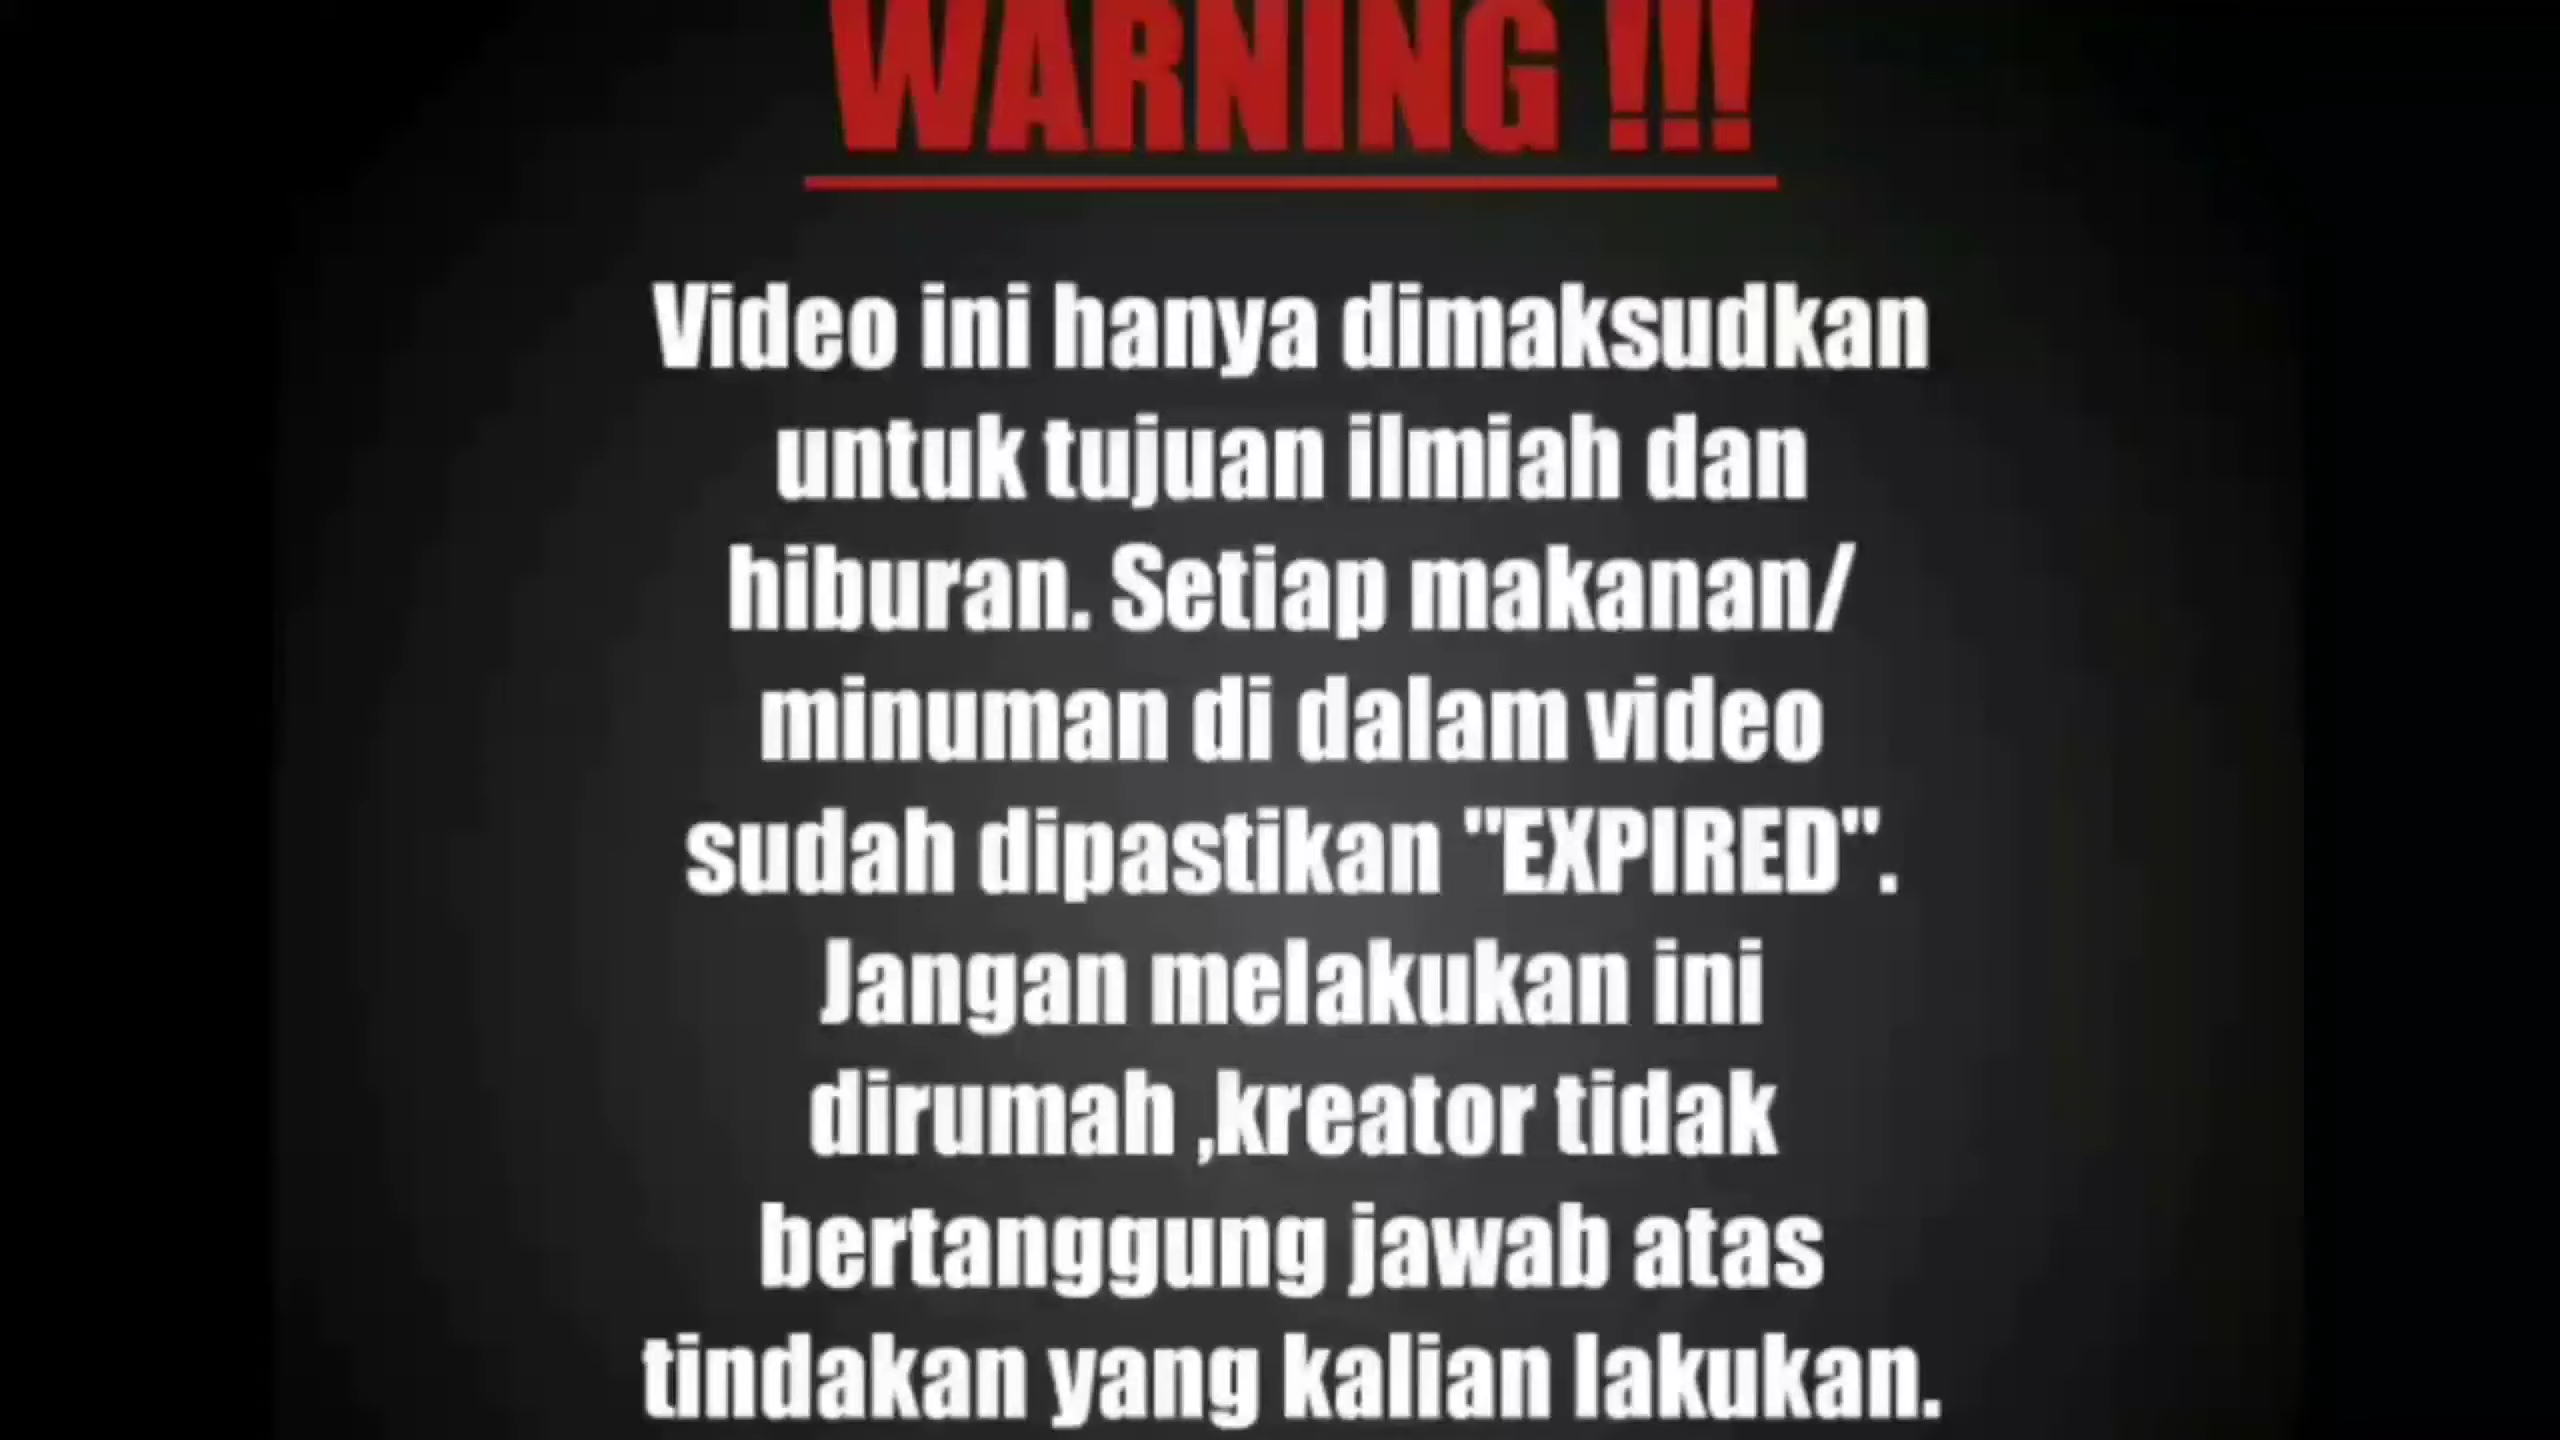 WARNING !!!
Video ini hanya dimaksudkan
untuk tujuan ilmiah dan
hiburan. Setiap makanan/
minuman di dalam video
sudah dipastikan "EXPIRED".
Jangan melakukan ini
dirumah ,kreator tidak
bertanggung jawab atas
tindakan yang kalian lakukan.